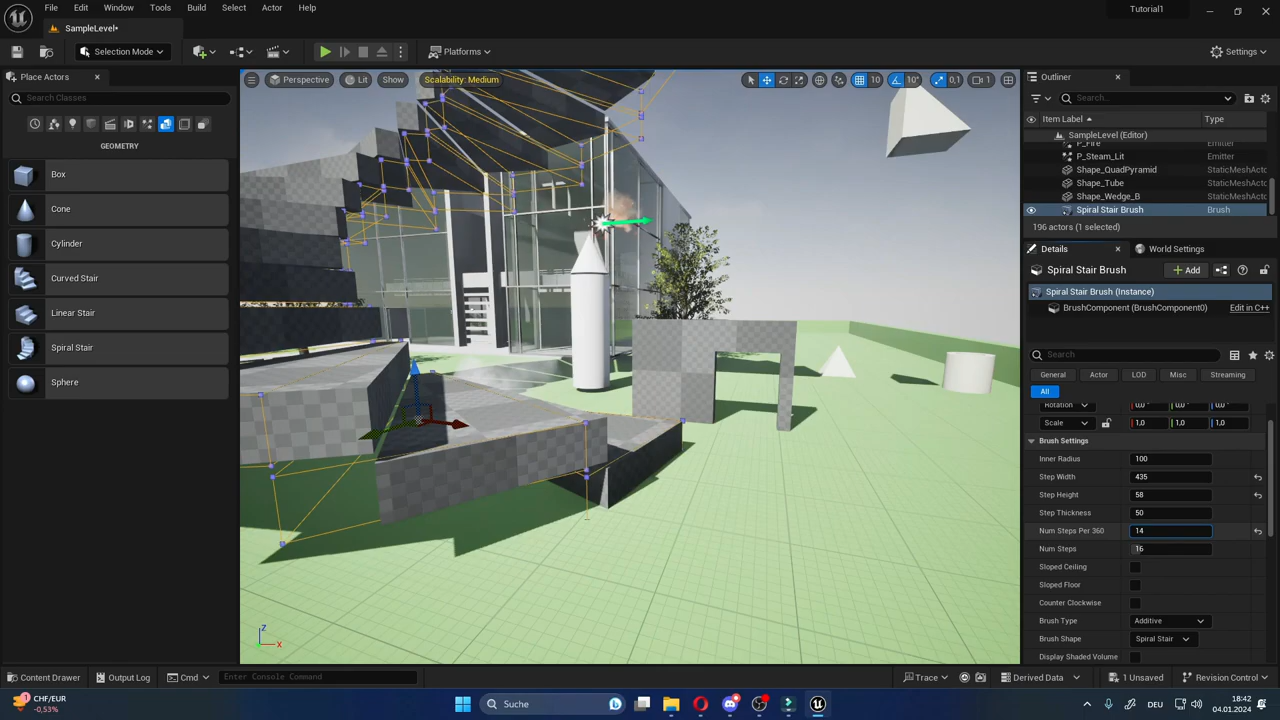 File Edit Window Tools Build Select Actor Help
Tutorial1
SampleLevel*
Selection Mode
Platforms
Settings
Place Actors
Search Classes
GEOMETRY
Box
Cone
Cylinder
Curved Stair
Linear Stair
Spiral Stair
Sphere
Perspective Lit Show Scalability: Medium
10 10° 0,1 1
Z
X
Outliner
Search...
Item Label Type
SampleLevel (Editor)
P_Fire Emitter
P_Steam_Lit Emitter
Shape_QuadPyramid StaticMeshActo
Shape_Tube StaticMeshActo
Shape_Wedge_B StaticMeshActo
Spiral Stair Brush Brush
196 actors (1 selected)
Details World Settings
Spiral Stair Brush + Add
Spiral Stair Brush (Instance)
BrushComponent (BrushComponent0) Edit in C++
Search
General Actor LOD Misc Streaming
All
Rotation 0,0 ° 0,0 ° 0,0 °
Scale 1,0 1,0 1,0
Brush Settings
Inner Radius 100
Step Width 435
Step Height 58
Step Thickness 50
Num Steps Per 360 14
Num Steps 16
Sloped Ceiling
Sloped Floor
Counter Clockwise
Brush Type Additive
Brush Shape Spiral Stair
Display Shaded Volume
Content Drawer Output Log Cmd Enter Console Command
Trace Derived Data 1 Unsaved Revision Control
CHF/EUR
-0,53%
Suche
DEU
18:42
04.01.2024